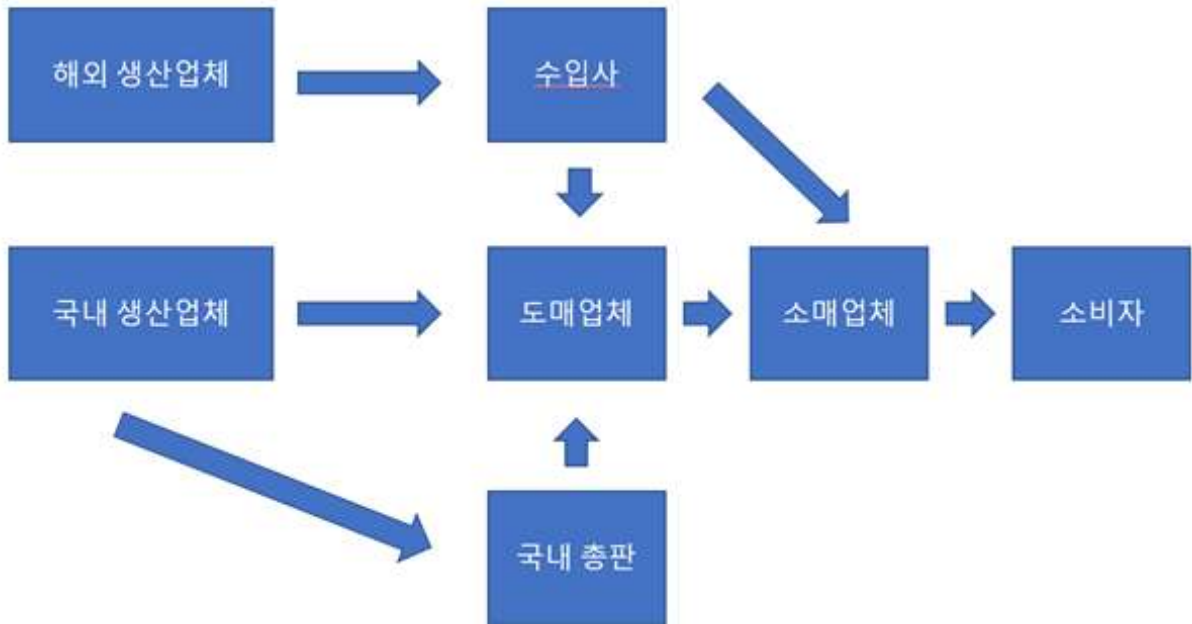 해외 생산업체
수입사
국내 생산업체
도매업체
소매업체
소비자
국내 총판